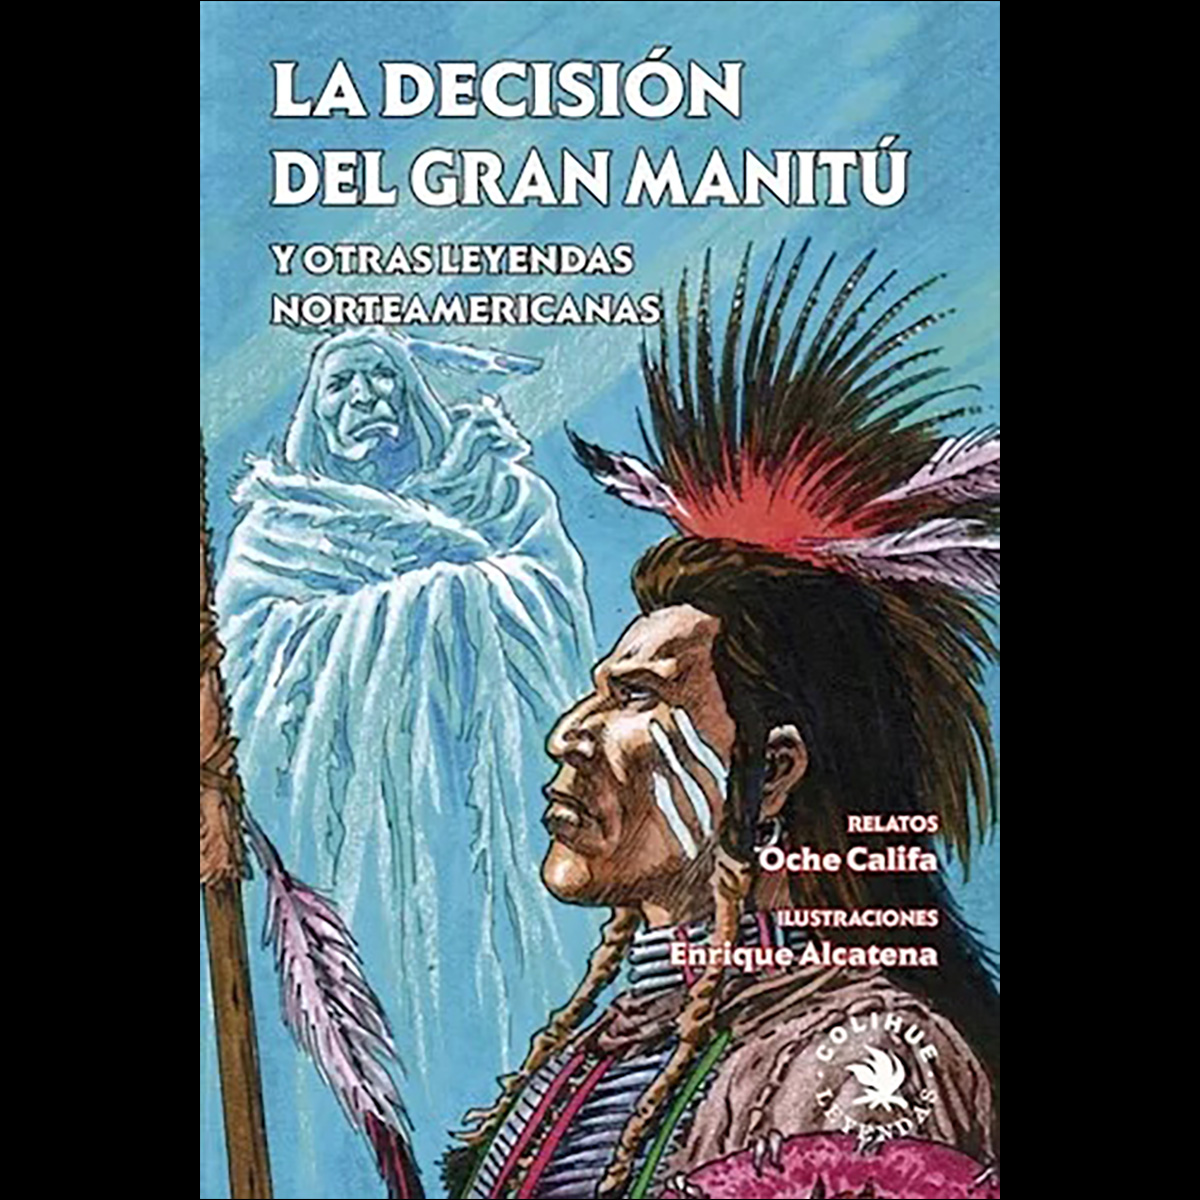 LA DECISIÓN
DEL GRAN MANITÚ
Y OTRAS LEYENDAS
NORTEAMERICANAS
RELATOS
Oche Califa
ILUSTRACIONES
Enrique Alcatena
· COLIHUE ·
LEYENDAS